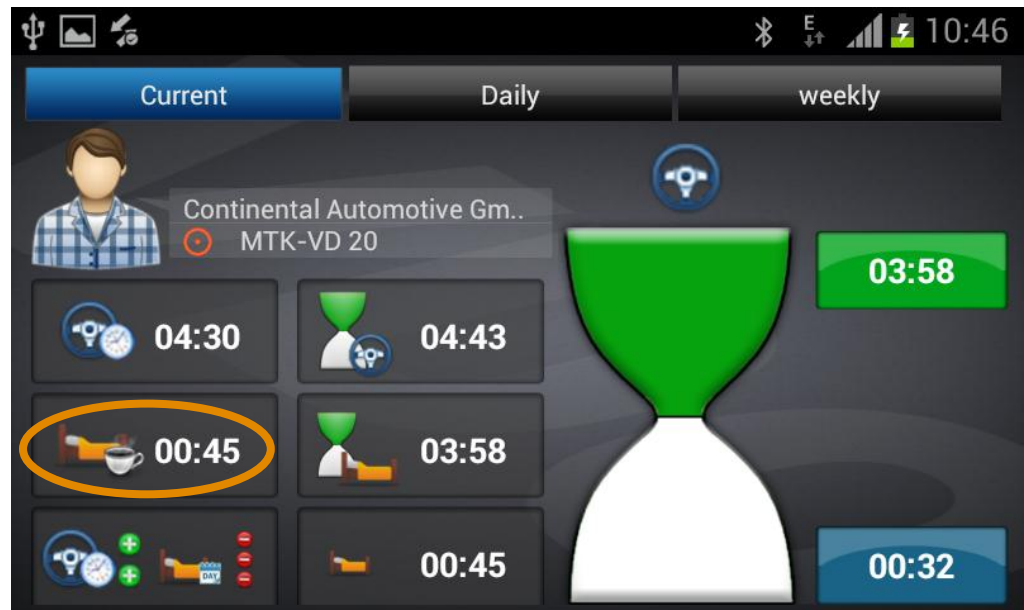 E
10:46
Current
Daily
weekly
Continental Automotive Gm..
MTK-VD 20
03:58
04:30
04:43
00:45
03:58
DAY
00:45
00:32